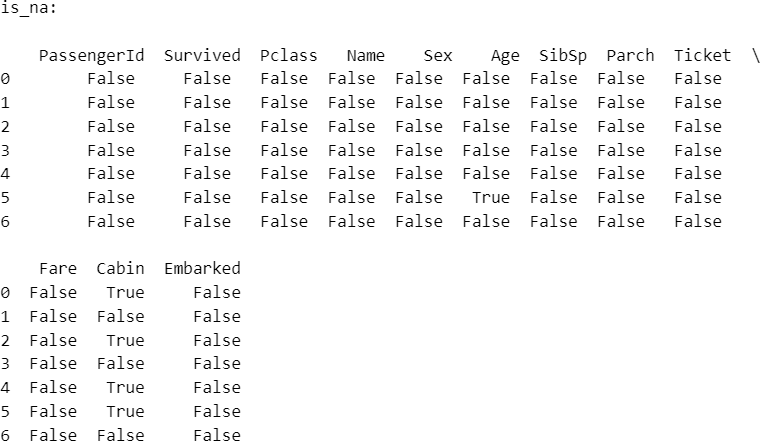 is_na:
PassengerId Survived Pclass Name Sex Age SibSp Parch Ticket \
0 False False False False False False False False False
1 False False False False False False False False False
2 False False False False False False False False False
3 False False False False False False False False False
4 False False False False False False False False False
5 False False False False False True False False False
6 False False False False False False False False False
Fare Cabin Embarked
0 False True False
1 False False False
2 False True False
3 False False False
4 False True False
5 False True False
6 False False False